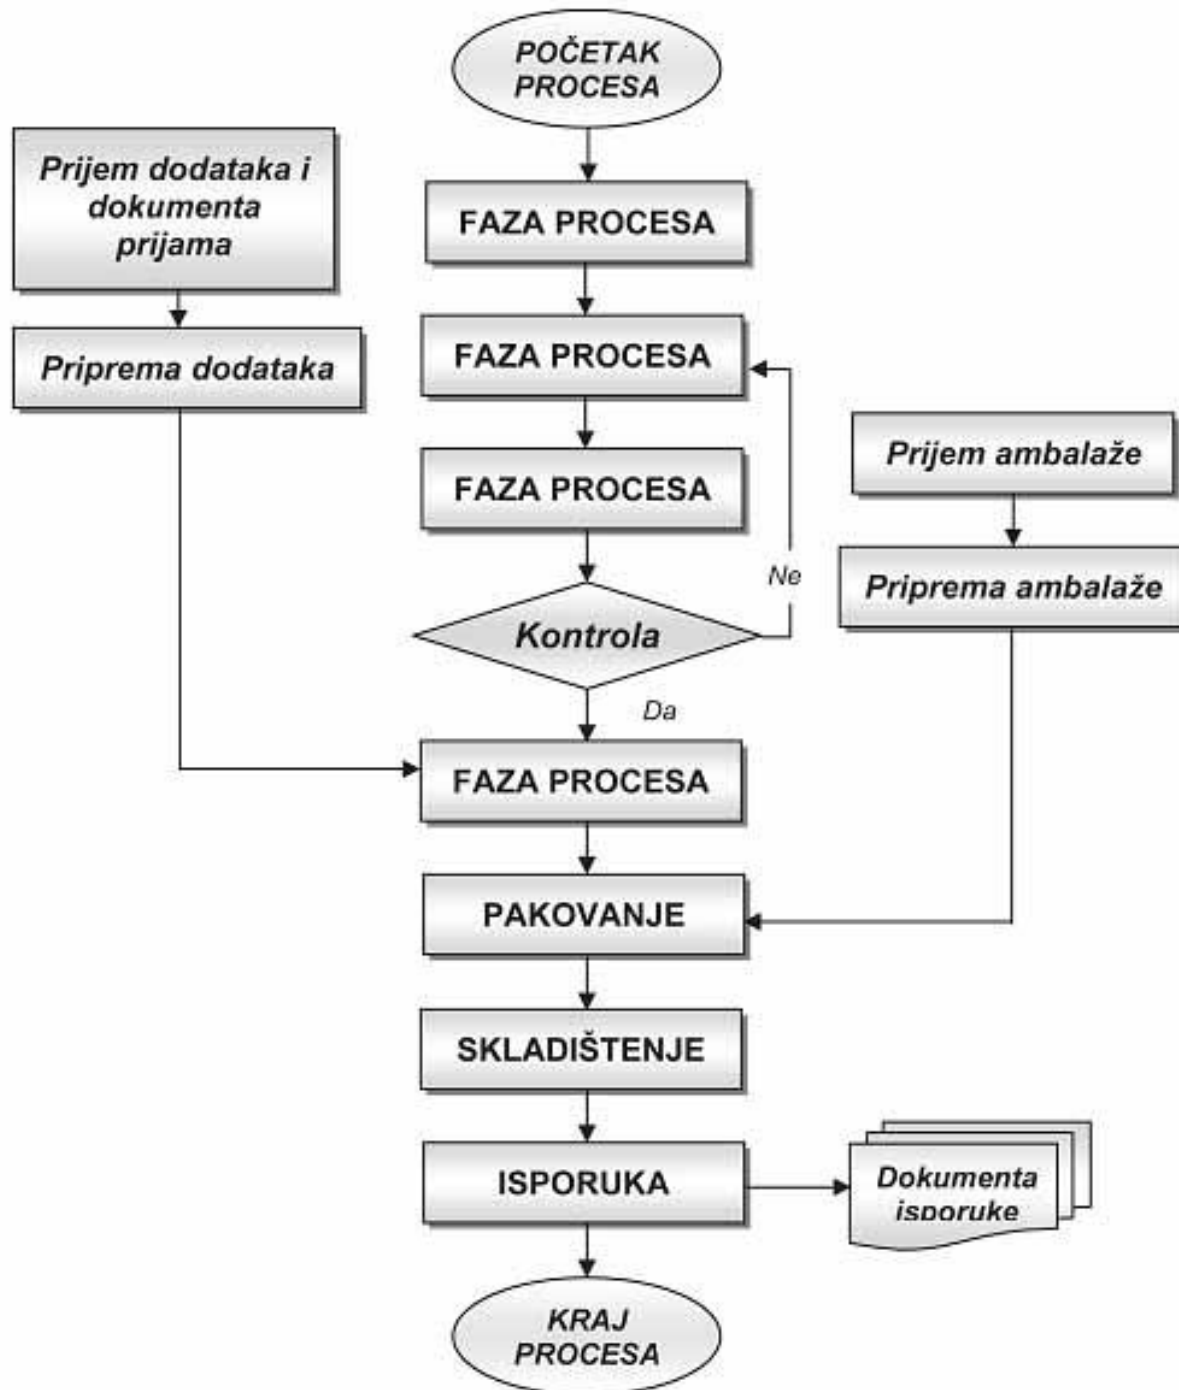 POČETAK
PROCESA
Prijem dodataka i
dokumenta
prijama
FAZA PROCESA
Priprema dodataka
FAZA PROCESA
FAZA PROCESA
Prijem ambalaže
Ne
Priprema ambalaže
Kontrola
Da
FAZA PROCESA
PAKOVANJE
SKLADIŠTENJE
ISPORUKA
Dokumenta
isporuke
KRAJ
PROCESA